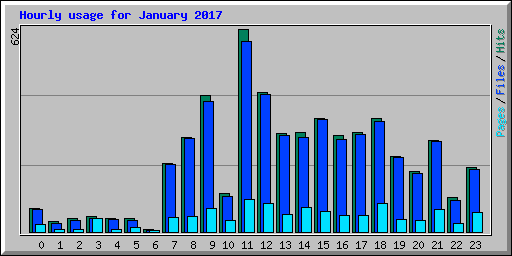 Hourly usage for January 2017
624
Pages/Files/Hits
0 1 2 3 4 5 6 7 8 9 10 11 12 13 14 15 16 17 18 19 20 21 22 23